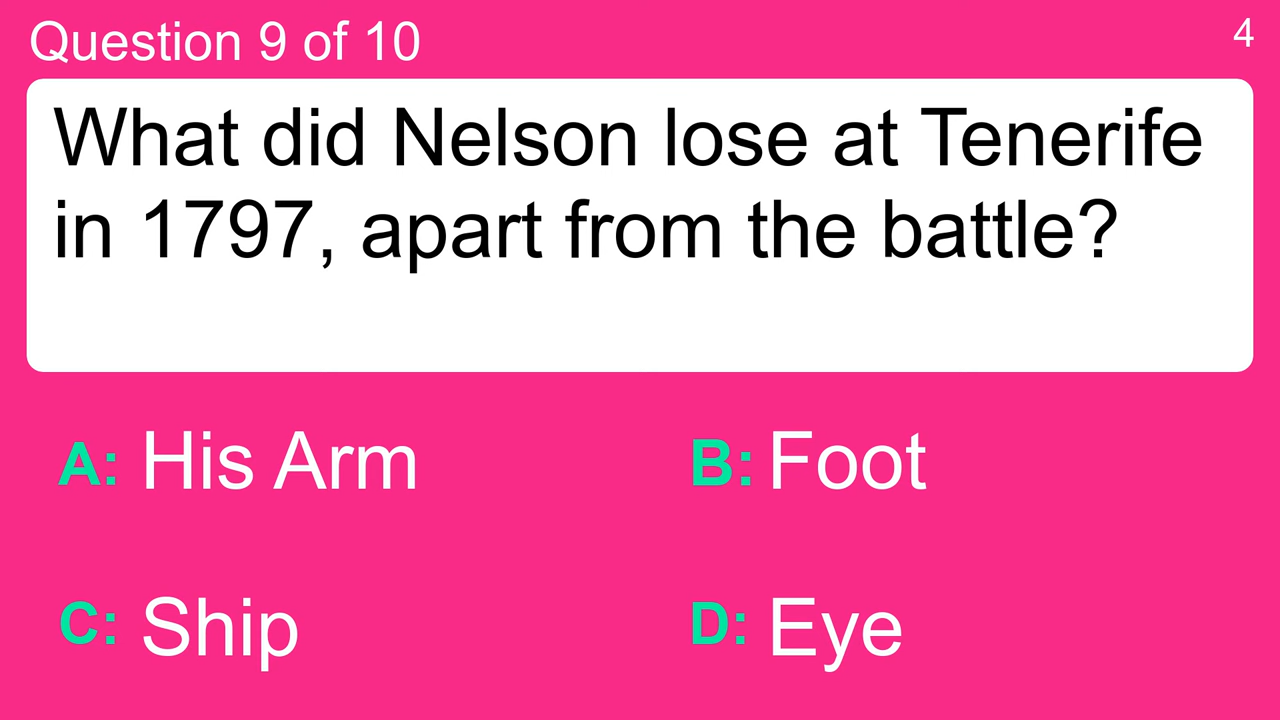 Question 9 of 10
4
What did Nelson lose at Tenerife
in 1797, apart from the battle?
A: His Arm
B: Foot
C: Ship
D: Eye